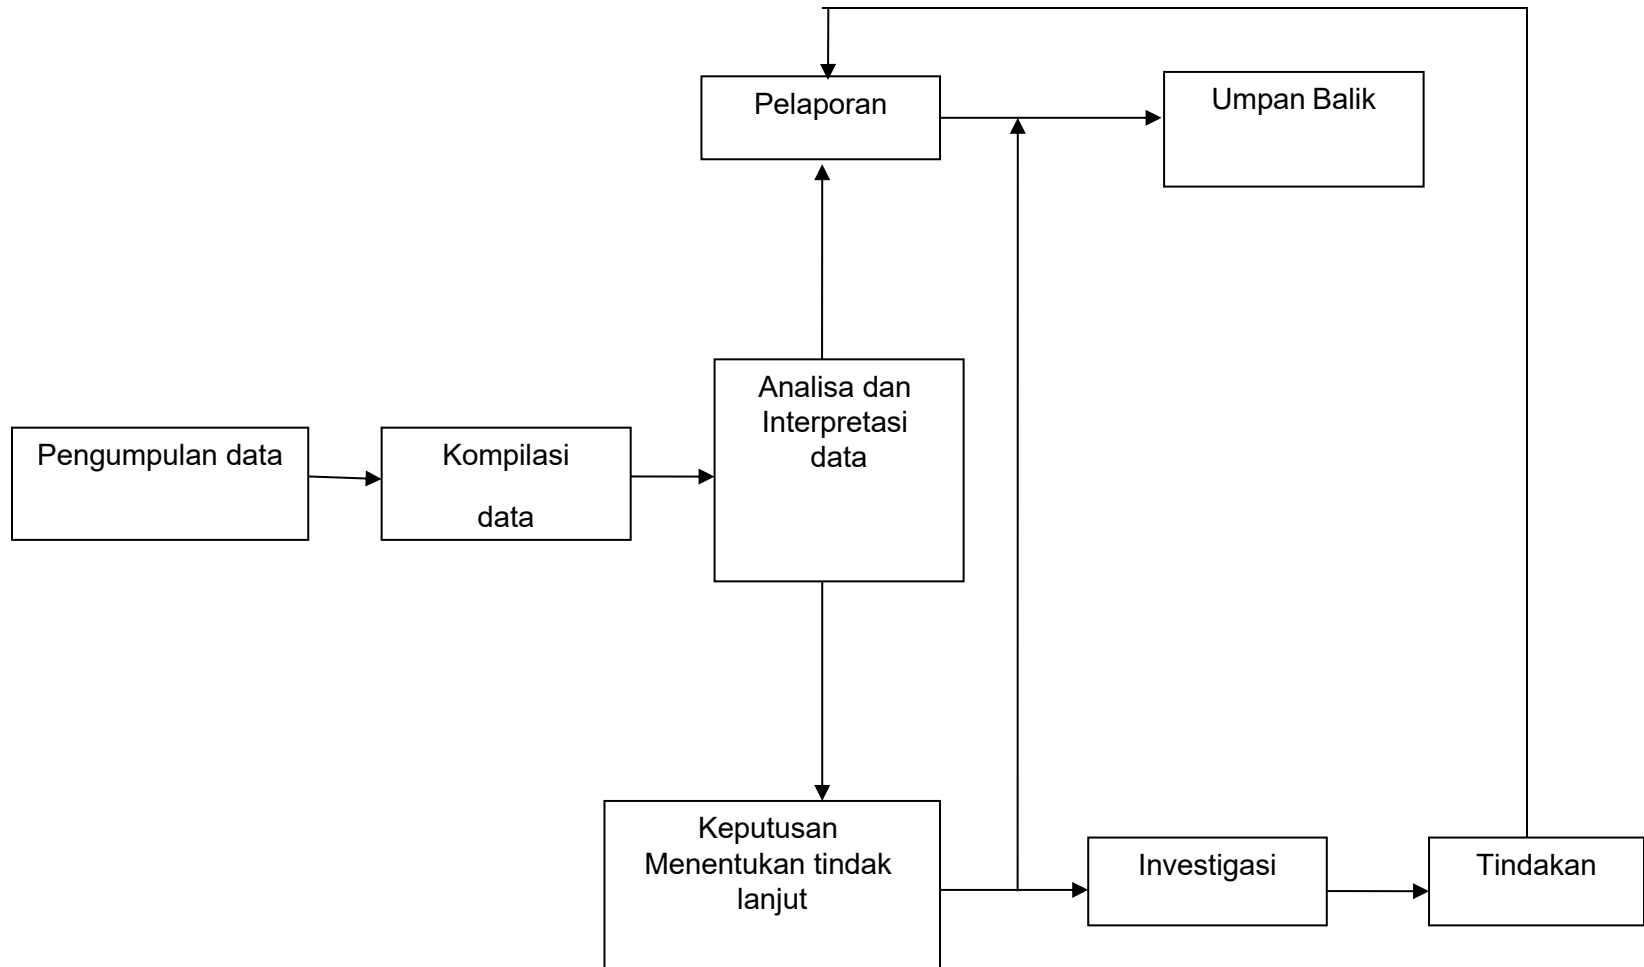 Pelaporan
Umpan Balik
Analisa dan
Interpretasi
data
Pengumpulan data
Kompilasi
data
Keputusan
Menentukan tindak
lanjut
Investigasi
Tindakan